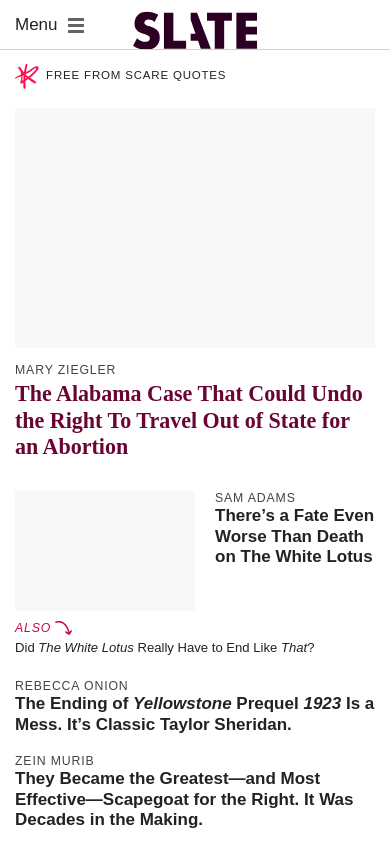 Menu
SLATE
FREE FROM SCARE QUOTES
MARY ZIEGLER
The Alabama Case That Could Undo
the Right To Travel Out of State for
an Abortion
SAM ADAMS
There’s a Fate Even
Worse Than Death
on The White Lotus
ALSO
Did The White Lotus Really Have to End Like That?
REBECCA ONION
The Ending of Yellowstone Prequel 1923 Is a
Mess. It’s Classic Taylor Sheridan.
ZEIN MURIB
They Became the Greatest—and Most
Effective—Scapegoat for the Right. It Was
Decades in the Making.